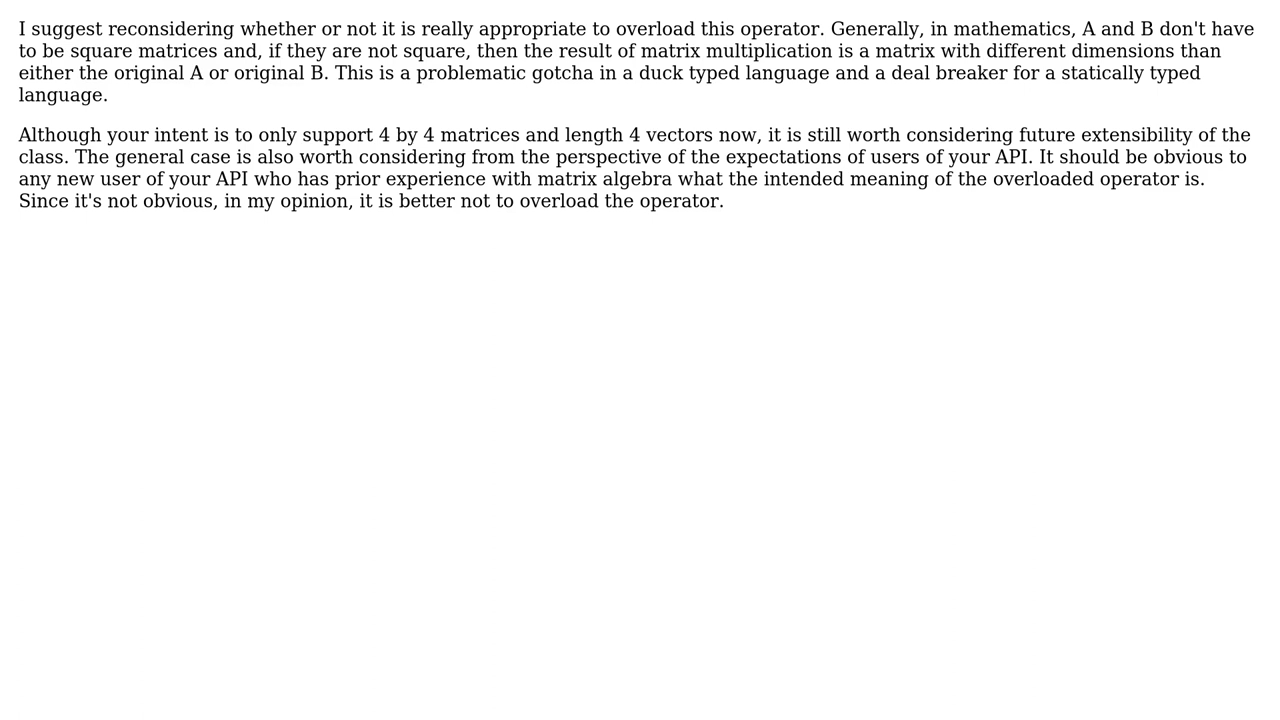 I suggest reconsidering whether or not it is really appropriate to overload this operator. Generally, in mathematics, A and B don't have
to be square matrices and, if they are not square, then the result of matrix multiplication is a matrix with different dimensions than
either the original A or original B. This is a problematic gotcha in a duck typed language and a deal breaker for a statically typed
language.
Although your intent is to only support 4 by 4 matrices and length 4 vectors now, it is still worth considering future extensibility of the
class. The general case is also worth considering from the perspective of the expectations of users of your API. It should be obvious to
any new user of your API who has prior experience with matrix algebra what the intended meaning of the overloaded operator is.
Since it's not obvious, in my opinion, it is better not to overload the operator.